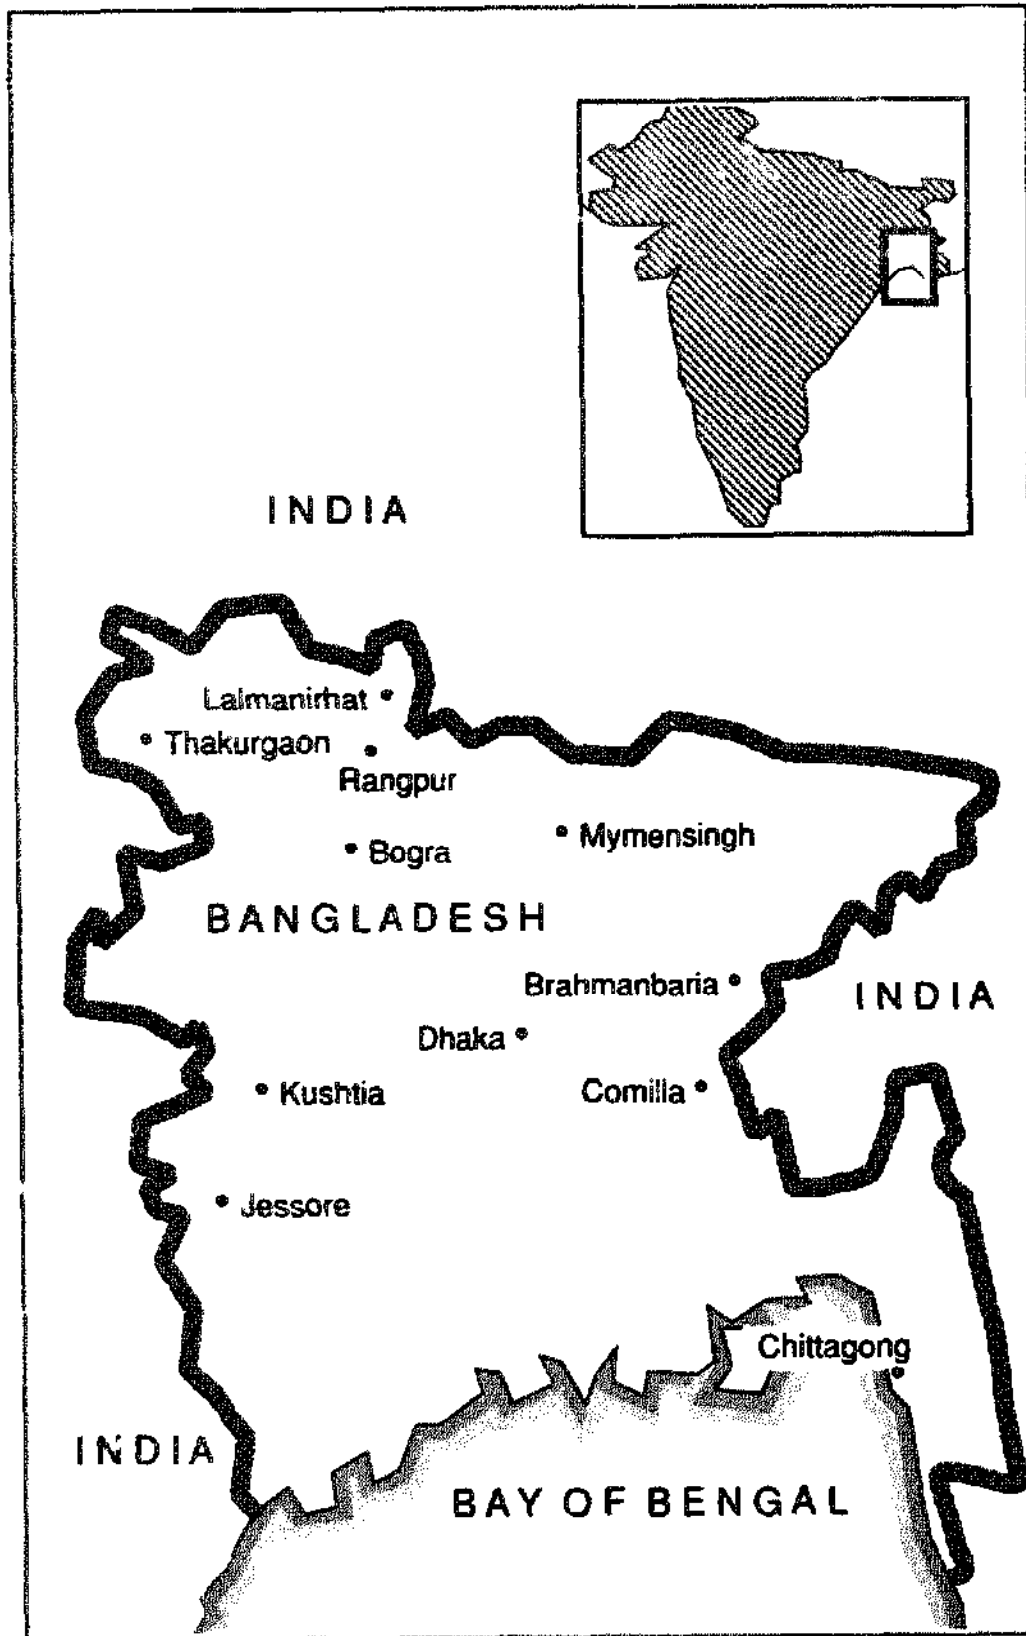 INDIA
Lalmanirhat
Thakurgaon
Rangpur
Mymensingh
Bogra
BANGLADESH
Brahmanbaria
INDIA
Dhaka
Kushtia
Comilla
Jessore
Chittagong
INDIA
BAY OF BENGAL